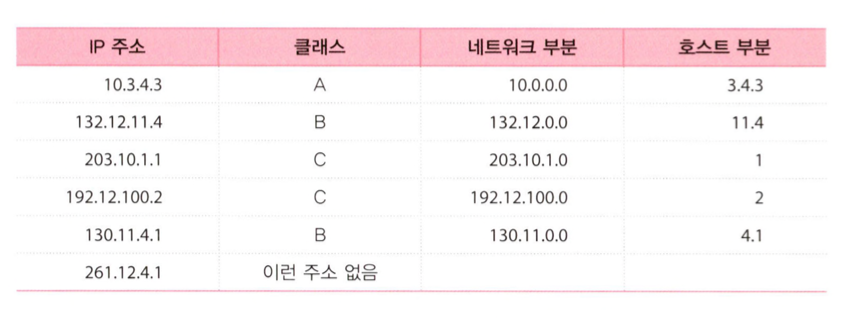 IP 주소 클래스 네트워크 부분 호스트 부분
10.3.4.3 A 10.0.0.0 3.4.3
132.12.11.4 B 132.12.0.0 11.4
203.10.1.1 C 203.10.1.0 1
192.12.100.2 C 192.12.100.0 2
130.11.4.1 B 130.11.0.0 4.1
261.12.4.1 이런 주소 없음